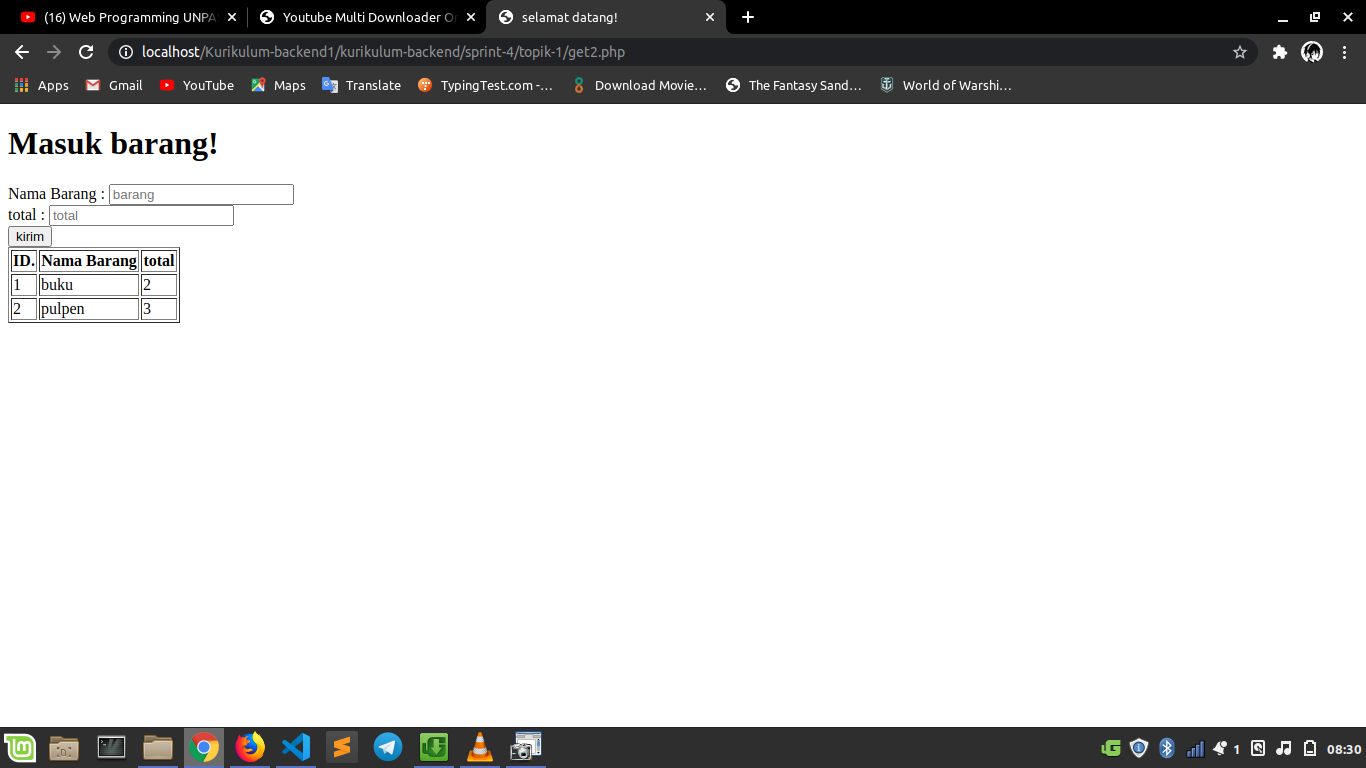 (16) Web Programming UNPA
Youtube Multi Downloader O
selamat datang!
localhost/Kurikulum-backend1/kurikulum-backend/sprint-4/topik-1/get2.php
Apps Gmail YouTube Maps Translate TypingTest.com -... Download Movie... The Fantasy Sand... World of Warshi...
Masuk barang!
Nama Barang : barang
total : total
kirim
ID. Nama Barang total
1 buku 2
2 pulpen 3
1 08:30